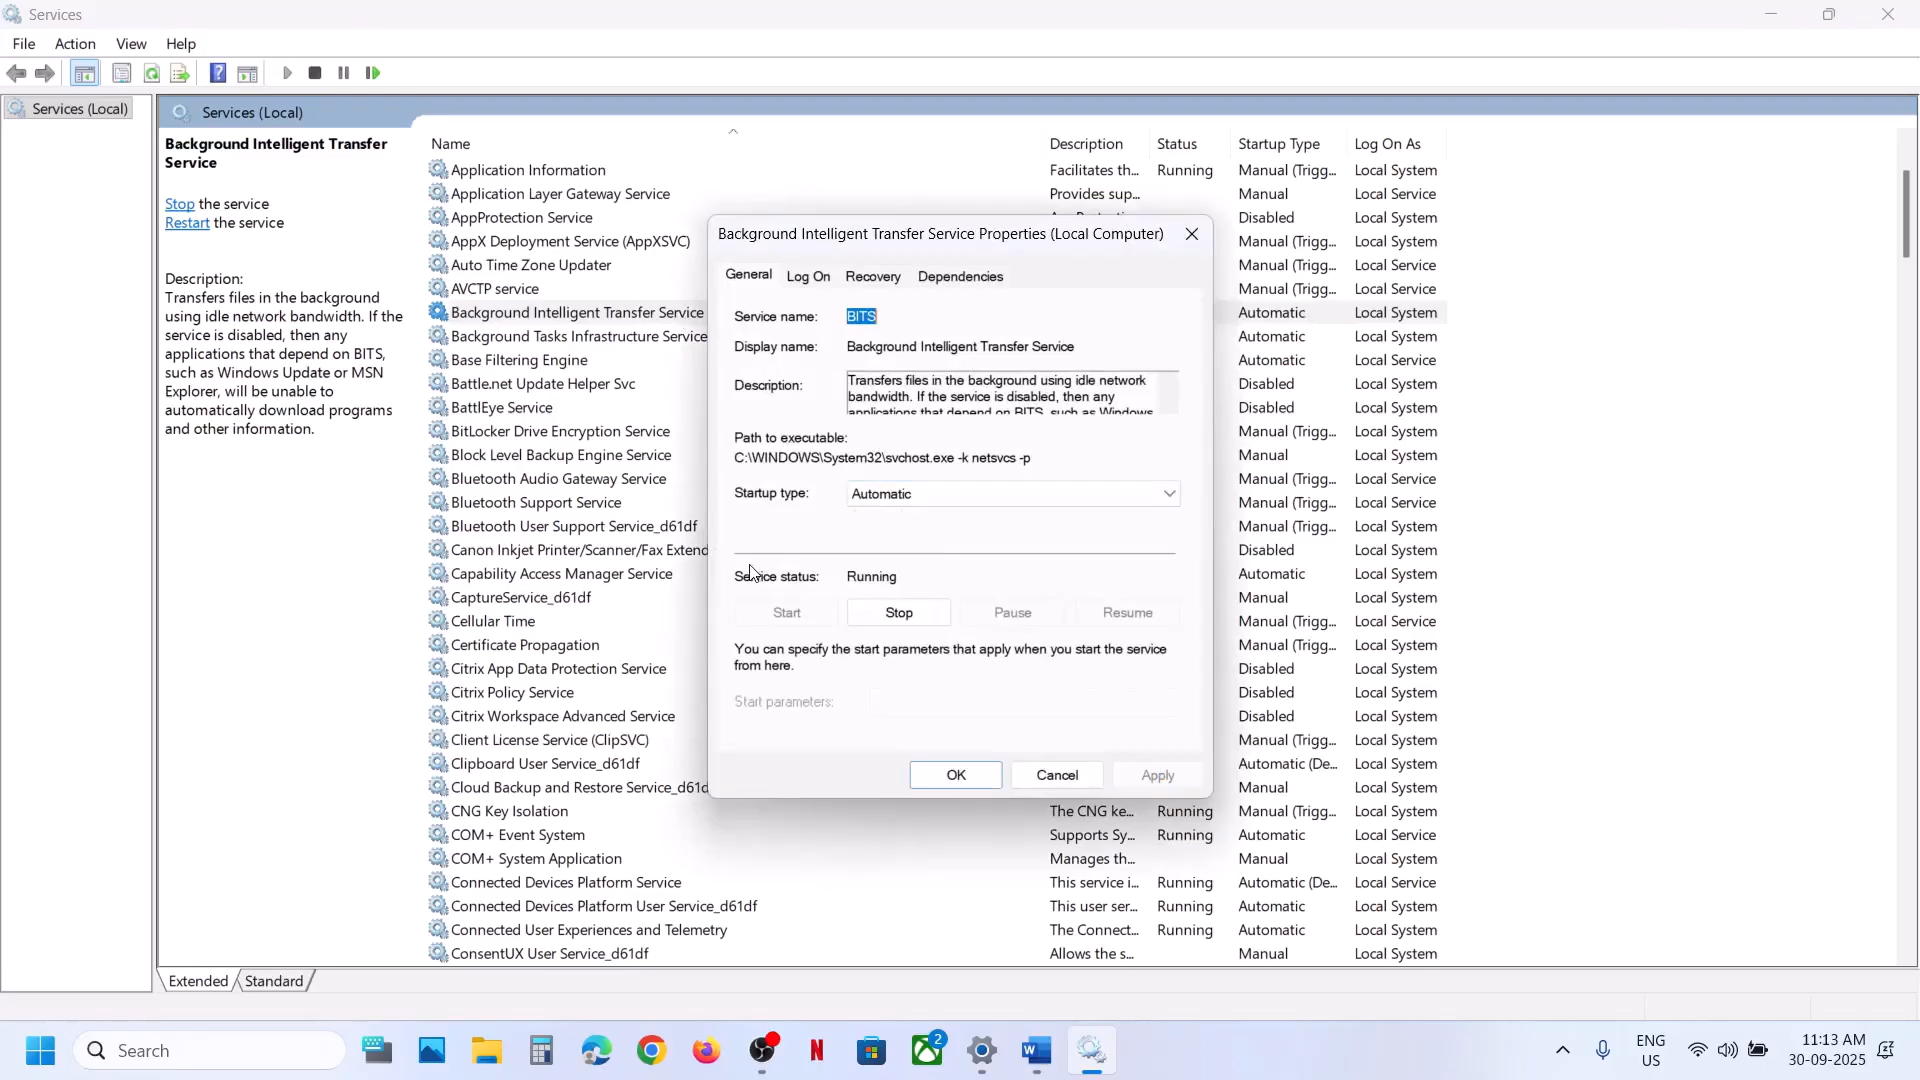 Services
File Action View Help
Services (Local)
Services (Local)
Background Intelligent Transfer
Service
Stop the service
Restart the service
Description:
Transfers files in the background
using idle network bandwidth. If the
service is disabled, then any
applications that depend on BITS,
such as Windows Update or MSN
Explorer, will be unable to
automatically download programs
and other information.
Name Description Status Startup Type Log On As
Application Information Facilitates th... Running Manual (Trigg... Local System
Application Layer Gateway Service Provides sup... Manual Local Service
AppProtection Service Disabled Local System
AppX Deployment Service (AppXSVC) Manual (Trigg... Local System
Auto Time Zone Updater Manual (Trigg... Local Service
AVCTP service Manual (Trigg... Local Service
Background Intelligent Transfer Service Automatic Local System
Background Tasks Infrastructure Service Automatic Local System
Base Filtering Engine Automatic Local Service
Battle.net Update Helper Svc Disabled Local System
BattlEye Service Disabled Local System
BitLocker Drive Encryption Service Manual (Trigg... Local System
Block Level Backup Engine Service Manual Local System
Bluetooth Audio Gateway Service Manual (Trigg... Local Service
Bluetooth Support Service Manual (Trigg... Local Service
Bluetooth User Support Service_d61df Manual (Trigg... Local System
Canon Inkjet Printer/Scanner/Fax Extend Disabled Local System
Capability Access Manager Service Automatic Local System
CaptureService_d61df Manual Local System
Cellular Time Manual (Trigg... Local Service
Certificate Propagation Manual (Trigg... Local System
Citrix App Data Protection Service Disabled Local System
Citrix Policy Service Disabled Local System
Citrix Workspace Advanced Service Disabled Local System
Client License Service (ClipSVC) Manual (Trigg... Local System
Clipboard User Service_d61df Automatic (De... Local System
Cloud Backup and Restore Service_d61d Manual Local System
CNG Key Isolation The CNG ke... Running Manual (Trigg... Local System
COM+ Event System Supports Sy... Running Automatic Local Service
COM+ System Application Manages th... Manual Local System
Connected Devices Platform Service This service i... Running Automatic (De... Local Service
Connected Devices Platform User Service_d61df This user ser... Running Automatic Local System
Connected User Experiences and Telemetry The Connect... Running Automatic Local System
ConsentUX User Service_d61df Allows the s... Manual Local System
Background Intelligent Transfer Service Properties (Local Computer)
General Log On Recovery Dependencies
Service name: BITS
Display name: Background Intelligent Transfer Service
Description: Transfers files in the background using idle network
bandwidth. If the service is disabled, then any
applications that depend on BITS, such as Windows
Path to executable:
C:\WINDOWS\System32\svchost.exe -k netsvcs -p
Startup type: Automatic
Service status: Running
Start Stop Pause Resume
You can specify the start parameters that apply when you start the service
from here.
Start parameters:
OK Cancel Apply
Extended Standard
Search
2
ENG
US
11:13 AM
30-09-2025